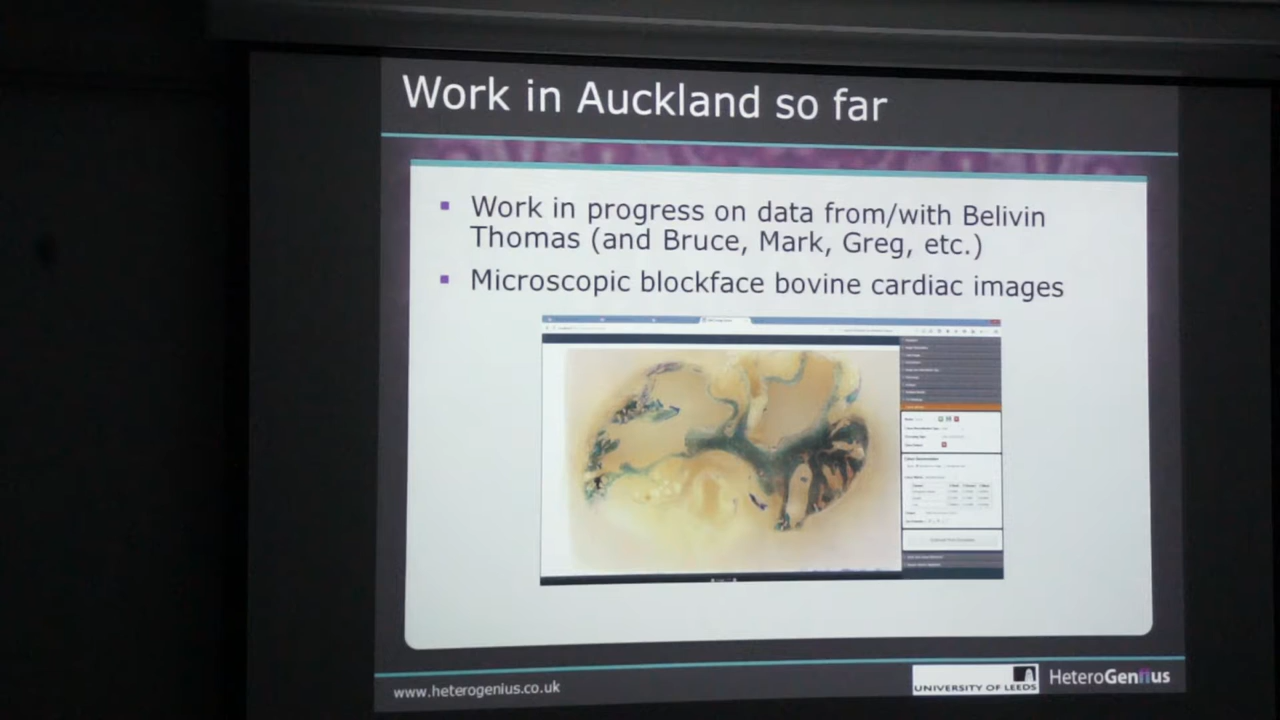 Work in Auckland so far
Work in progress on data from/with Belivin
Thomas (and Bruce, Mark, Greg, etc.)
Microscopic blockface bovine cardiac images
www.heterogenius.co.uk
UNIVERSITY OF LEEDS
HeteroGenius